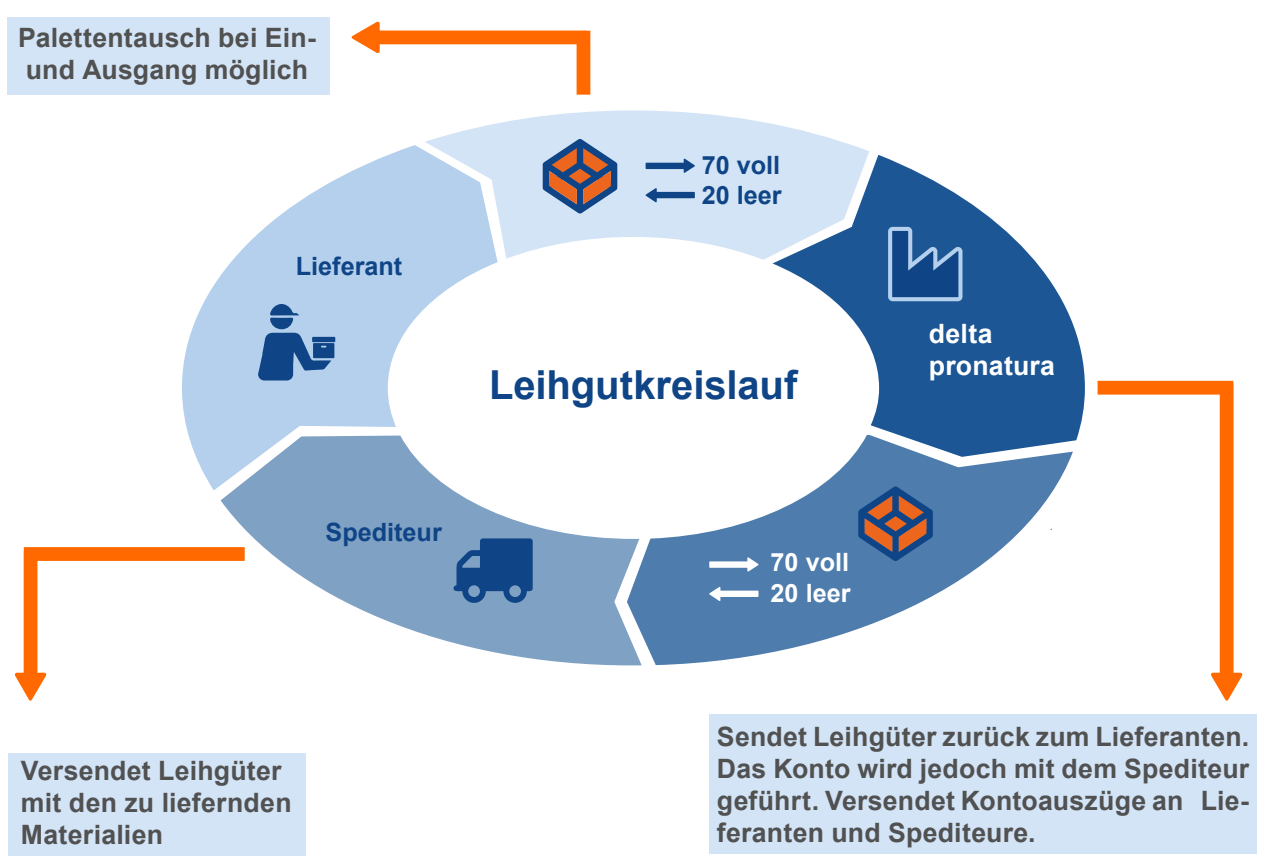 Palettentausch bei Ein-
und Ausgang möglich
70 voll
20 leer
Lieferant
delta
pronatura
Leihgutkreislauf
Spediteur
70 voll
20 leer
Versendet Leihgüter
mit den zu liefernden
Materialien
Sendet Leihgüter zurück zum Lieferanten.
Das Konto wird jedoch mit dem Spediteur
geführt. Versendet Kontoauszüge an Lie-
feranten und Spediteure.